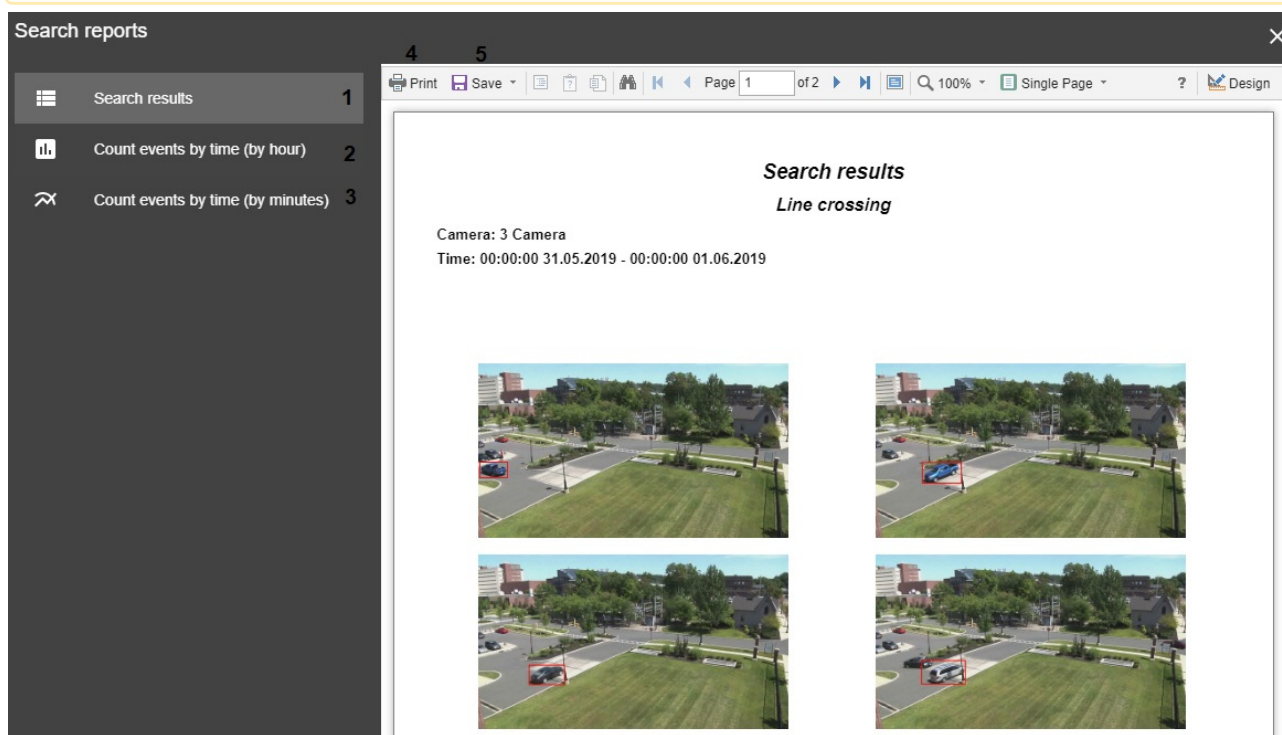 Search reports
4 5
Print Save Page 1 of 2 100% Single Page ? Design
Search results 1
Count events by time (by hour) 2
Count events by time (by minutes) 3
Search results
Line crossing
Camera: 3 Camera
Time: 00:00:00 31.05.2019 - 00:00:00 01.06.2019